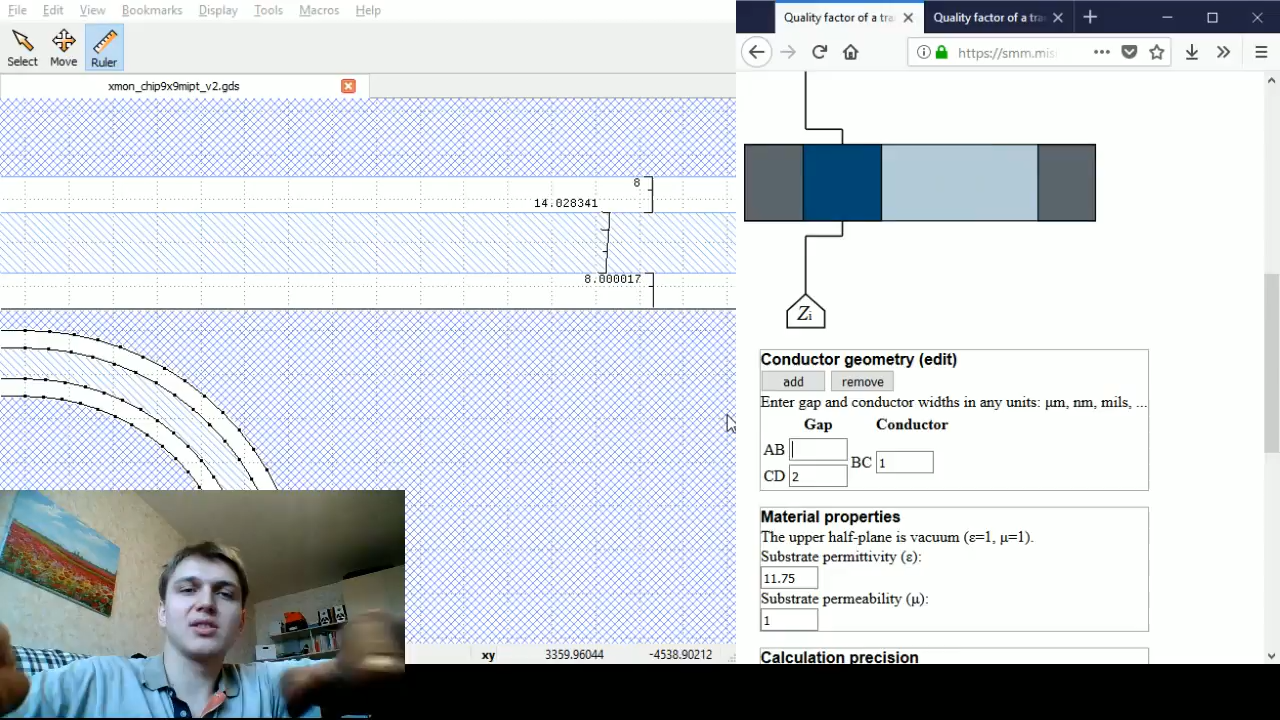 File Edit View Bookmarks Display Tools Macros Help
Select Move Ruler
xmon_chip9x9mipt_v2.gds
8
14.028341
8.000017
xy 3359.96044 -4538.90212
Quality factor of a tra
Quality factor of a tra
https://smm.mis
Zi
Conductor geometry (edit)
add remove
Enter gap and conductor widths in any units: μm, nm, mils, ...
Gap Conductor
AB
BC 1
CD 2
Material properties
The upper half-plane is vacuum (ε=1, μ=1).
Substrate permittivity (ε):
11.75
Substrate permeability (μ):
1
Calculation precision